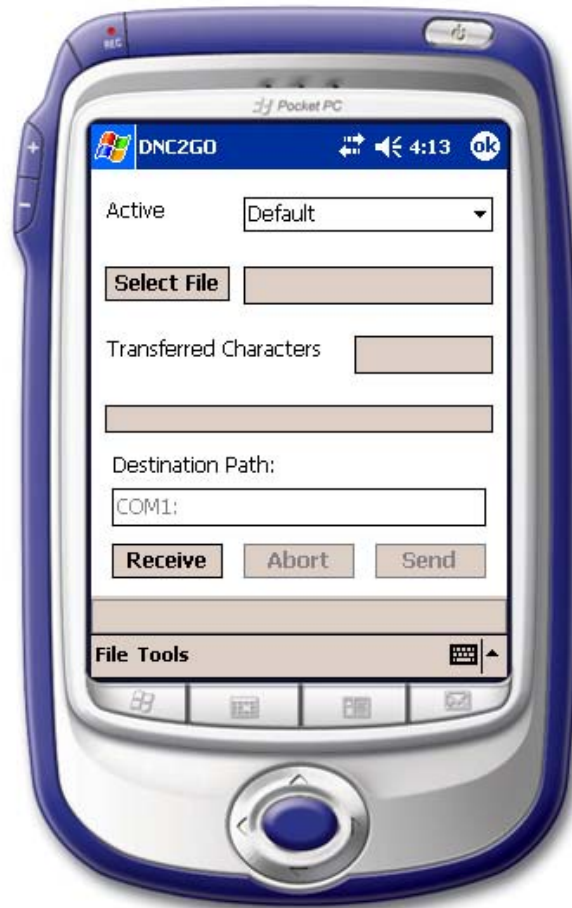 REC
Pocket PC
DNC2GO 4:13 ok
Active Default
Select File
Transferred Characters
Destination Path:
COM1:
Receive Abort Send
File Tools